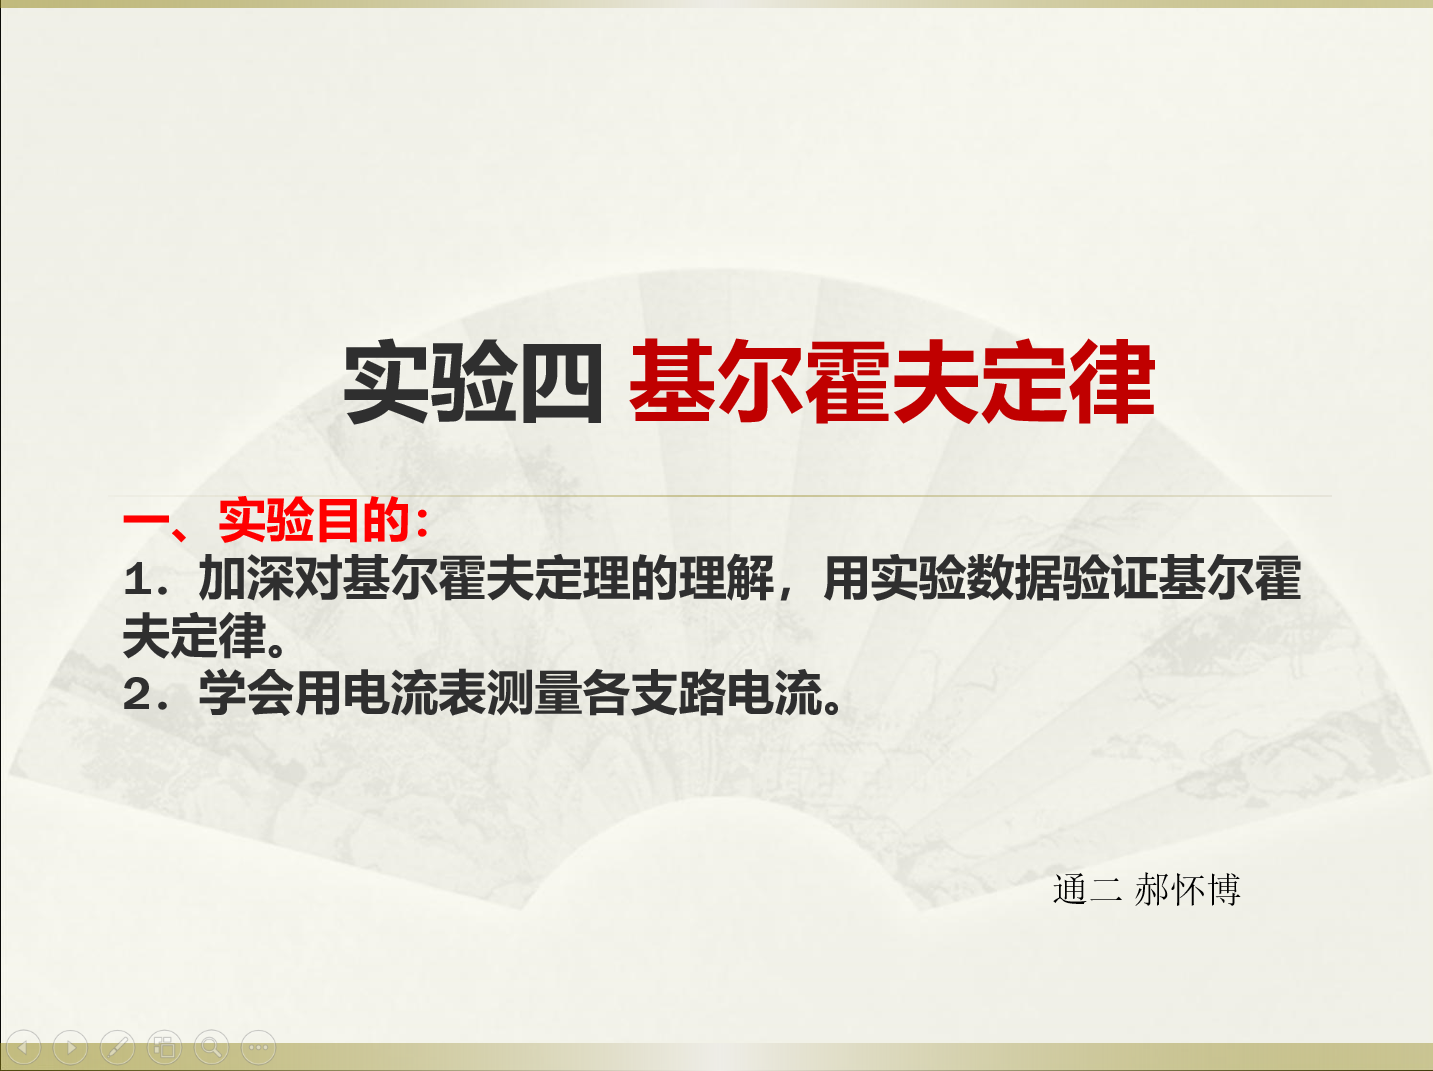 实验四 基尔霍夫定律
一、实验目的：
1．加深对基尔霍夫定理的理解，用实验数据验证基尔霍
夫定律。
2．学会用电流表测量各支路电流。
通二 郝怀博